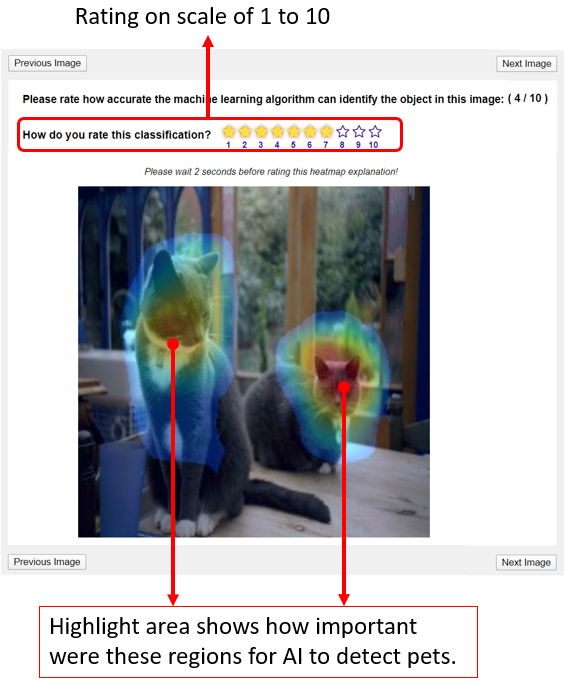 Rating on scale of 1 to 10
Previous Image
Next Image
Please rate how accurate the machine learning algorithm can identify the object in this image: ( 4 / 10 )
How do you rate this classification?
1 2 3 4 5 6 7 8 9 10
Please wait 2 seconds before rating this heatmap explanation!
Previous Image
Next Image
Highlight area shows how important
were these regions for AI to detect pets.